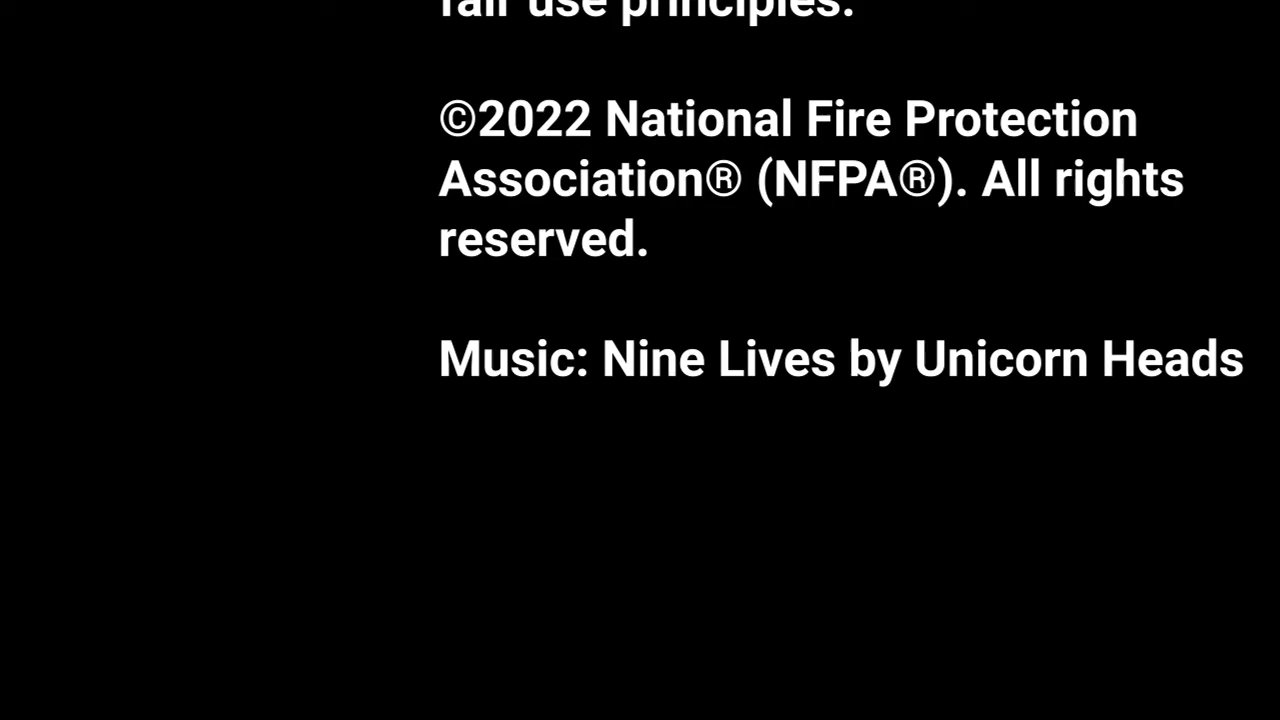 fair use principles.
©2022 National Fire Protection
Association® (NFPA®). All rights
reserved.
Music: Nine Lives by Unicorn Heads